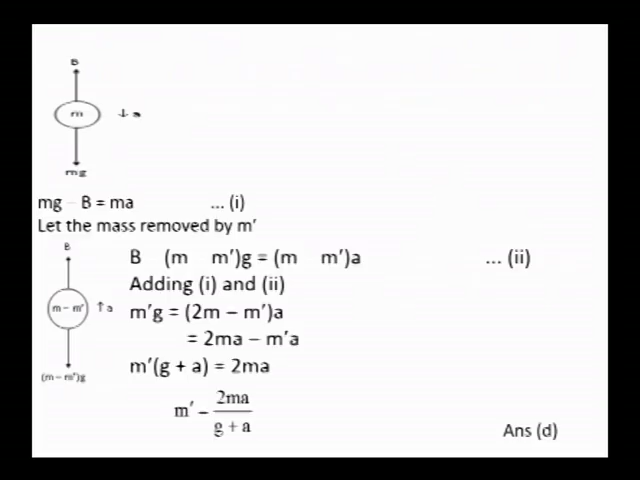 B
m ↓ a
mg
mg – B = ma ... (i)
Let the mass removed by m′
B
B (m m′)g = (m m′)a ... (ii)
Adding (i) and (ii)
m – m′ ↑ a m′g = (2m – m′)a
= 2ma – m′a
m′(g + a) = 2ma
(m – m′)g
m′ – 2ma
g + a
Ans (d)